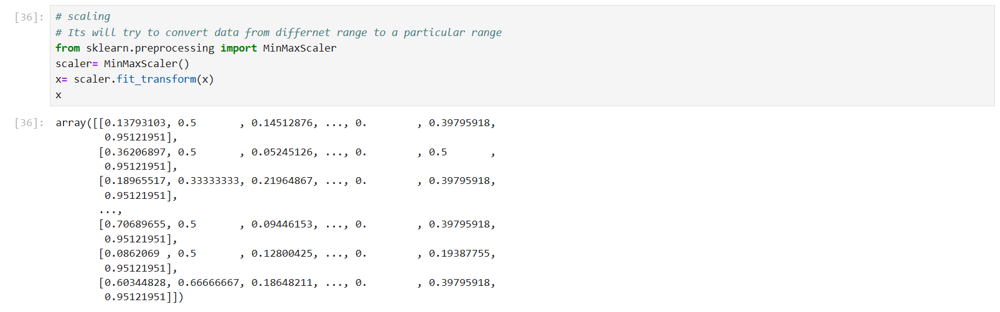 [36]: # scaling
# Its will try to convert data from differnet range to a particular range
from sklearn.preprocessing import MinMaxScaler
scaler= MinMaxScaler()
x= scaler.fit_transform(x)
x
[36]: array([[0.13793103, 0.5       , 0.14512876, ..., 0.        , 0.39795918,
        0.95121951],
       [0.36206897, 0.5       , 0.05245126, ..., 0.        , 0.5       ,
        0.95121951],
       [0.18965517, 0.33333333, 0.21964867, ..., 0.        , 0.39795918,
        0.95121951],
       ...,
       [0.70689655, 0.5       , 0.09446153, ..., 0.        , 0.39795918,
        0.95121951],
       [0.0862069 , 0.5       , 0.12800425, ..., 0.        , 0.19387755,
        0.95121951],
       [0.60344828, 0.66666667, 0.18648211, ..., 0.        , 0.39795918,
        0.95121951]])